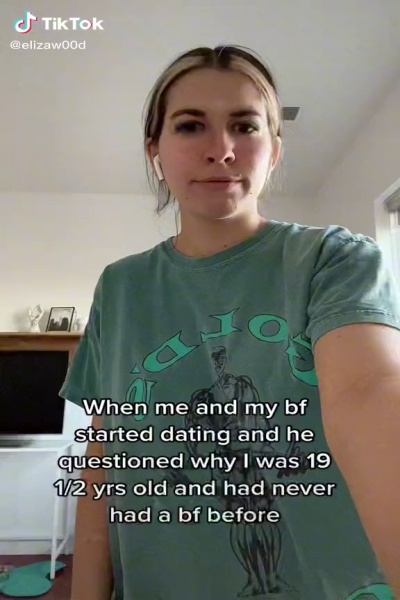 TikTok
@elizaw00d
GOLD'S
When me and my bf
started dating and he
questioned why I was 19
1/2 yrs old and had never
had a bf before